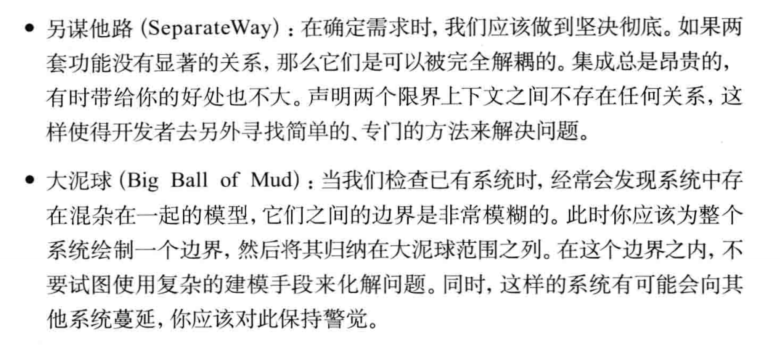 • 另谋他路 (SeparateWay)：在确定需求时，我们应该做到坚决彻底。如果两
套功能没有显著的关系，那么它们是可以被完全解耦的。集成总是昂贵的，
有时带给你的好处也不大。声明两个限界上下文之间不存在任何关系，这
样使得开发者去另外寻找简单的、专门的方法来解决问题。
• 大泥球 (Big Ball of Mud)：当我们检查已有系统时，经常会发现系统中存
在混杂在一起的模型，它们之间的边界是非常模糊的。此时你应该为整个
系统绘制一个边界，然后将其归纳在大泥球范围之列。在这个边界之内，不
要试图使用复杂的建模手段来化解问题。同时，这样的系统有可能会向其
他系统蔓延，你应该对此保持警觉。